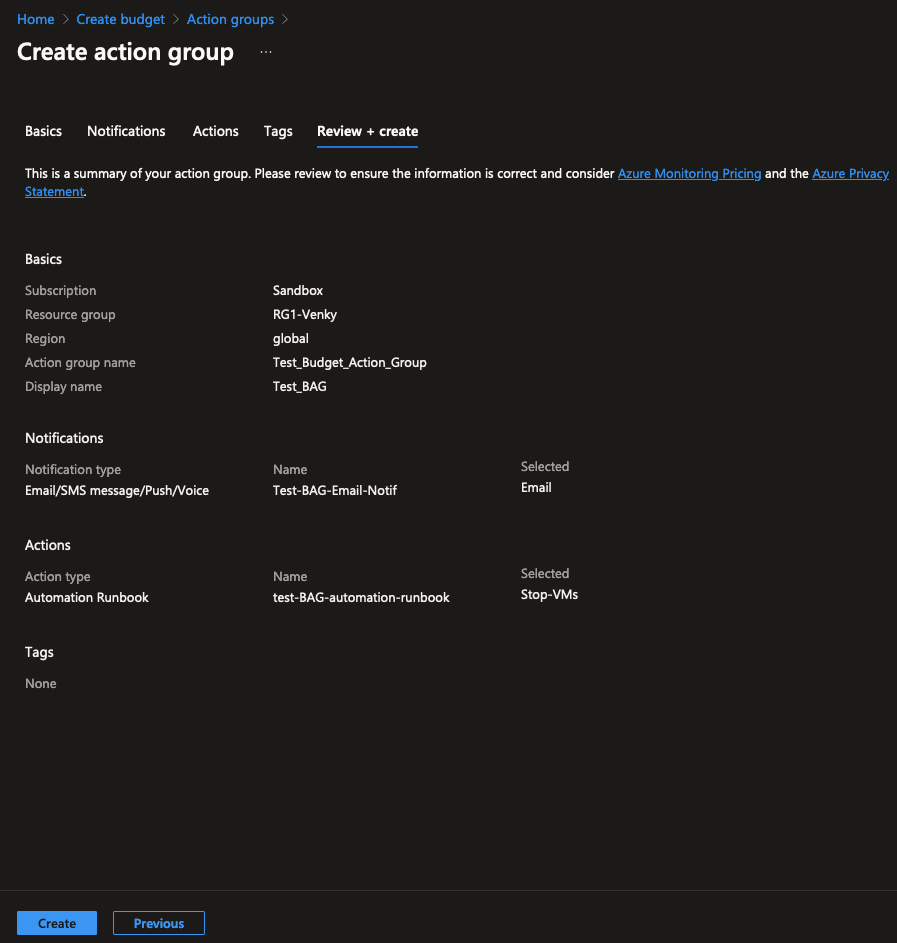 Home > Create budget > Action groups >
Create action group ...
Basics Notifications Actions Tags Review + create
This is a summary of your action group. Please review to ensure the information is correct and consider Azure Monitoring Pricing and the Azure Privacy
Statement.
Basics
Subscription Sandbox
Resource group RG1-Venky
Region global
Action group name Test_Budget_Action_Group
Display name Test_BAG
Notifications
Notification type Name Selected
Email/SMS message/Push/Voice Test-BAG-Email-Notif Email
Actions
Action type Name Selected
Automation Runbook test-BAG-automation-runbook Stop-VMs
Tags
None
Create Previous